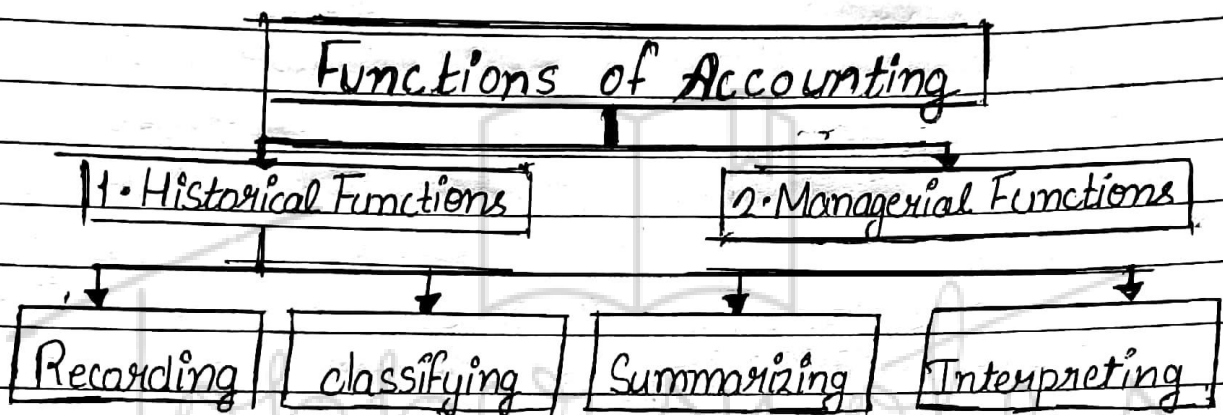 Functions of Accounting
1. Historical Functions
2. Managerial Functions
Recording
classifying
Summarizing
Interpreting